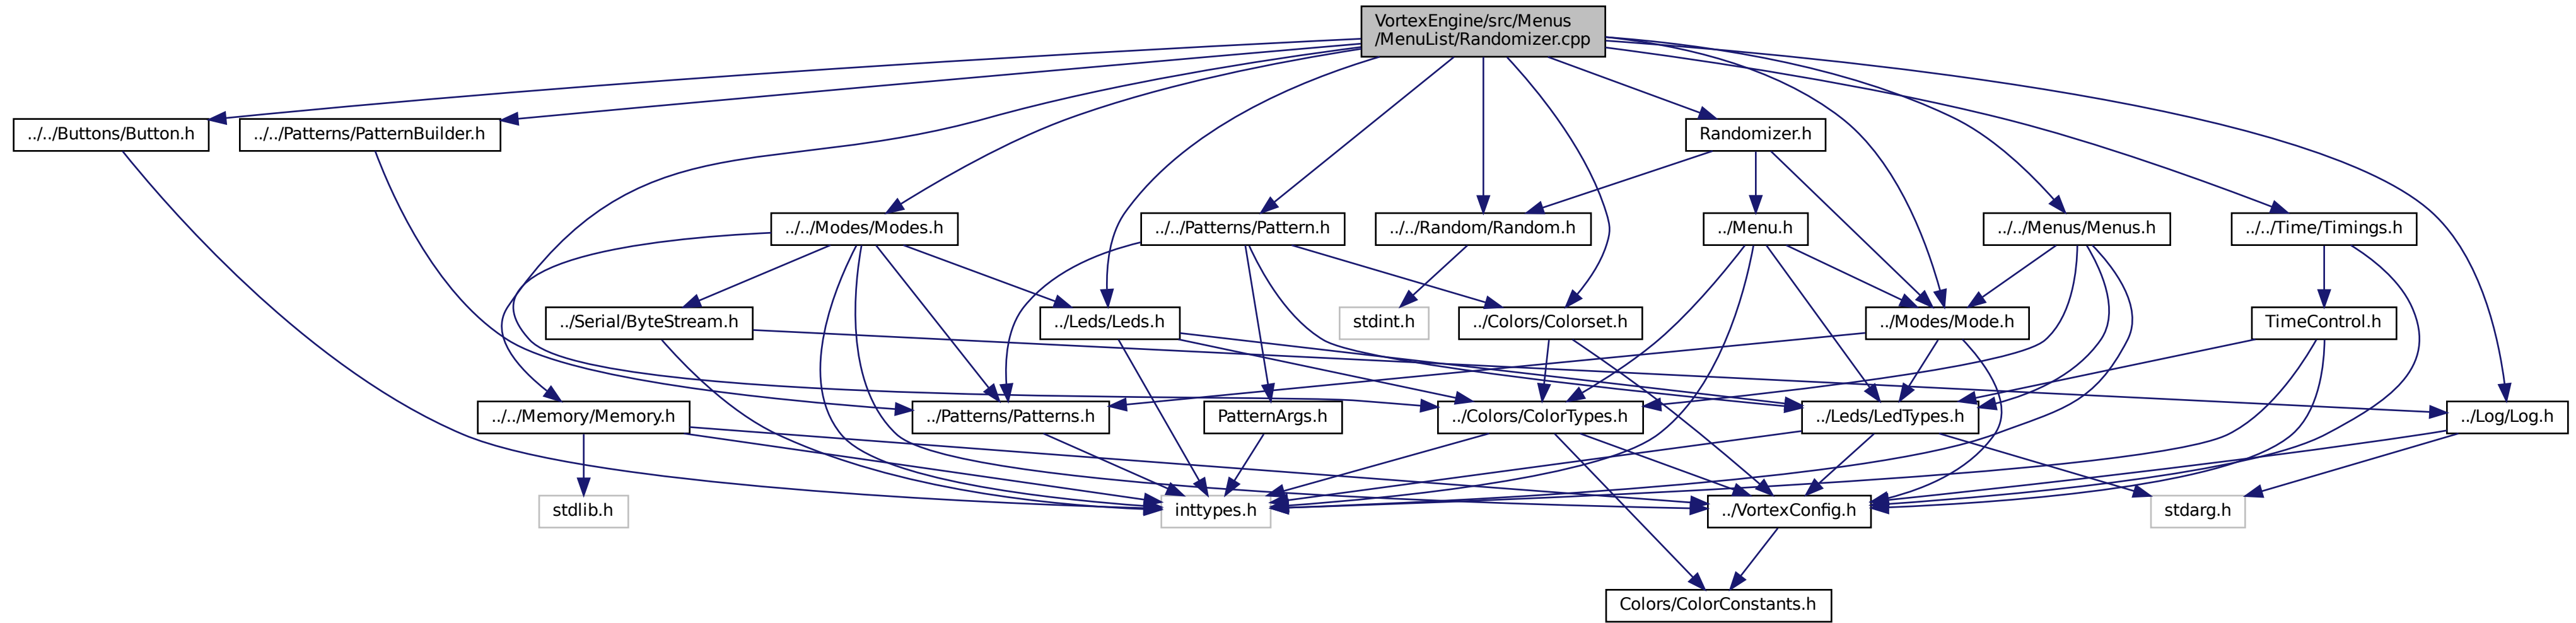 VortexEngine/src/Menus
/MenuList/Randomizer.cpp
../../Buttons/Button.h
../../Patterns/PatternBuilder.h
Randomizer.h
../../Modes/Modes.h
../../Patterns/Pattern.h
../../Random/Random.h
../Menu.h
../../Menus/Menus.h
../../Time/Timings.h
../Serial/ByteStream.h
../Leds/Leds.h
stdint.h
../Colors/Colorset.h
../Modes/Mode.h
TimeControl.h
../../Memory/Memory.h
../Patterns/Patterns.h
PatternArgs.h
../Colors/ColorTypes.h
../Leds/LedTypes.h
../Log/Log.h
stdlib.h
inttypes.h
../VortexConfig.h
stdarg.h
Colors/ColorConstants.h